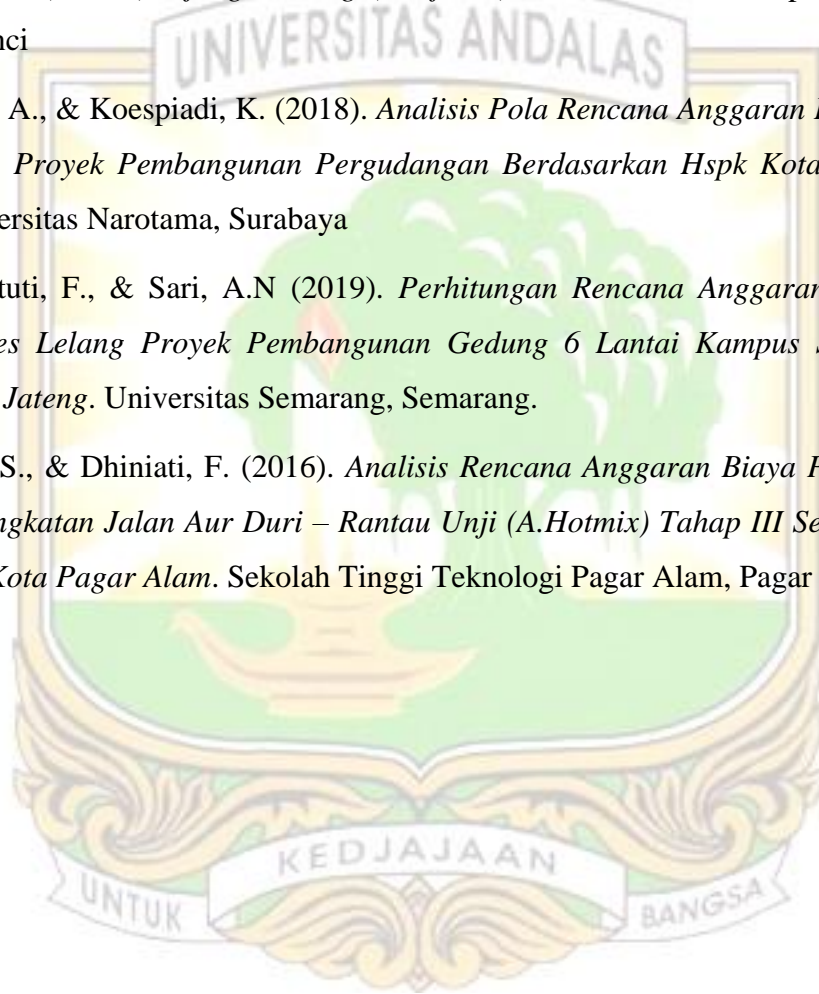 nci
UNIVERSITAS ANDALAS
A., & Koespiadi, K. (2018). Analisis Pola Rencana Anggaran
Proyek Pembangunan Pergudangan Berdasarkan Hspk Kota
ersitas Narotama, Surabaya
tuti, F., & Sari, A.N (2019). Perhitungan Rencana Anggaran
es Lelang Proyek Pembangunan Gedung 6 Lantai Kampus
Jateng. Universitas Semarang, Semarang.
S., & Dhiniati, F. (2016). Analisis Rencana Anggaran Biaya
ngkatan Jalan Aur Duri – Rantau Unji (A.Hotmix) Tahap III Se
Kota Pagar Alam. Sekolah Tinggi Teknologi Pagar Alam, Pagar
UNTUK KEDJAJAAN BANGSA